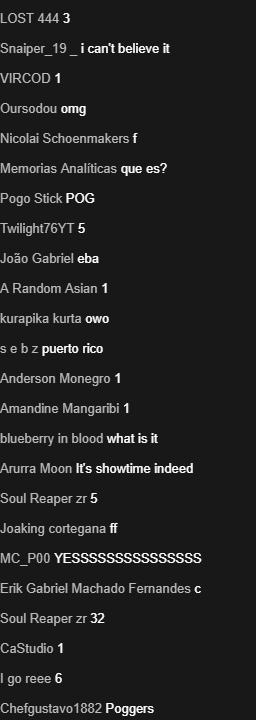 LOST 444 3
Snaiper_19 _ i can't believe it
VIRCOD 1
Oursodou omg
Nicolai Schoenmakers f
Memorias Analíticas que es?
Pogo Stick POG
Twilight76YT 5
João Gabriel eba
A Random Asian 1
kurapika kurta owo
s e b z puerto rico
Anderson Monegro 1
Amandine Mangaribi 1
blueberry in blood what is it
Arurra Moon It's showtime indeed
Soul Reaper zr 5
Joaking cortegana ff
MC_P00 YESSSSSSSSSSSSSSS
Erik Gabriel Machado Fernandes c
Soul Reaper zr 32
CaStudio 1
I go reee 6
Chefgustavo1882 Poggers